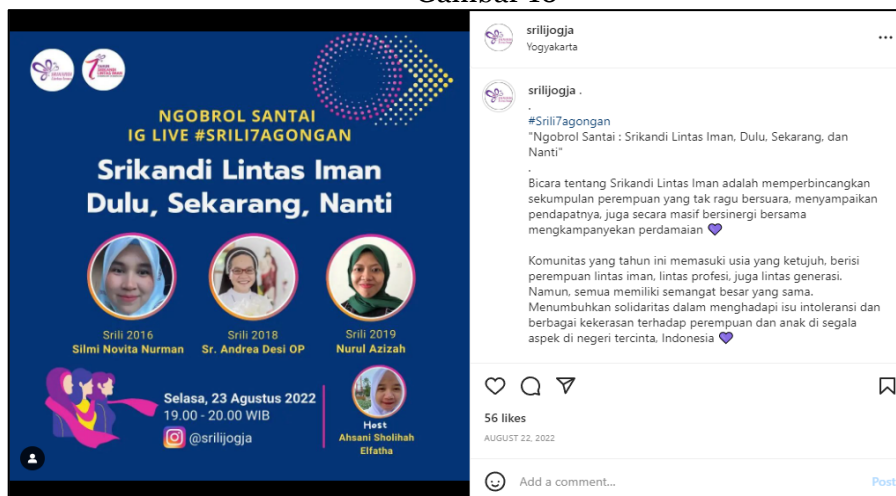 Gambar 18
NGOBROL SANTAI
IG LIVE #SRILI7AGONGAN
Srikandi Lintas Iman
Dulu, Sekarang, Nanti
Srili 2016
Silmi Novita Nurman
Srili 2018
Sr. Andrea Desi OP
Srili 2019
Nurul Azizah
Selasa, 23 Agustus 2022
19.00 - 20.00 WIB
@srilijogja
Host
Ahsani Sholihah
Elfatha
srilijogja
Yogyakarta
srilijogja .
.
#Srili7agongan
"Ngobrol Santai : Srikandi Lintas Iman, Dulu, Sekarang, dan
Nanti"
.
Bicara tentang Srikandi Lintas Iman adalah memperbincangkan
sekumpulan perempuan yang tak ragu bersuara, menyampaikan
pendapatnya, juga secara masif bersinergi bersama
mengkampanyekan perdamaian 💜
Komunitas yang tahun ini memasuki usia yang ketujuh, berisi
perempuan lintas iman, lintas profesi, juga lintas generasi.
Namun, semua memiliki semangat besar yang sama.
Menumbuhkan solidaritas dalam menghadapi isu intoleransi dan
berbagai kekerasan terhadap perempuan dan anak di segala
aspek di negeri tercinta, Indonesia 💜
56 likes
AUGUST 22, 2022
Add a comment...
Post